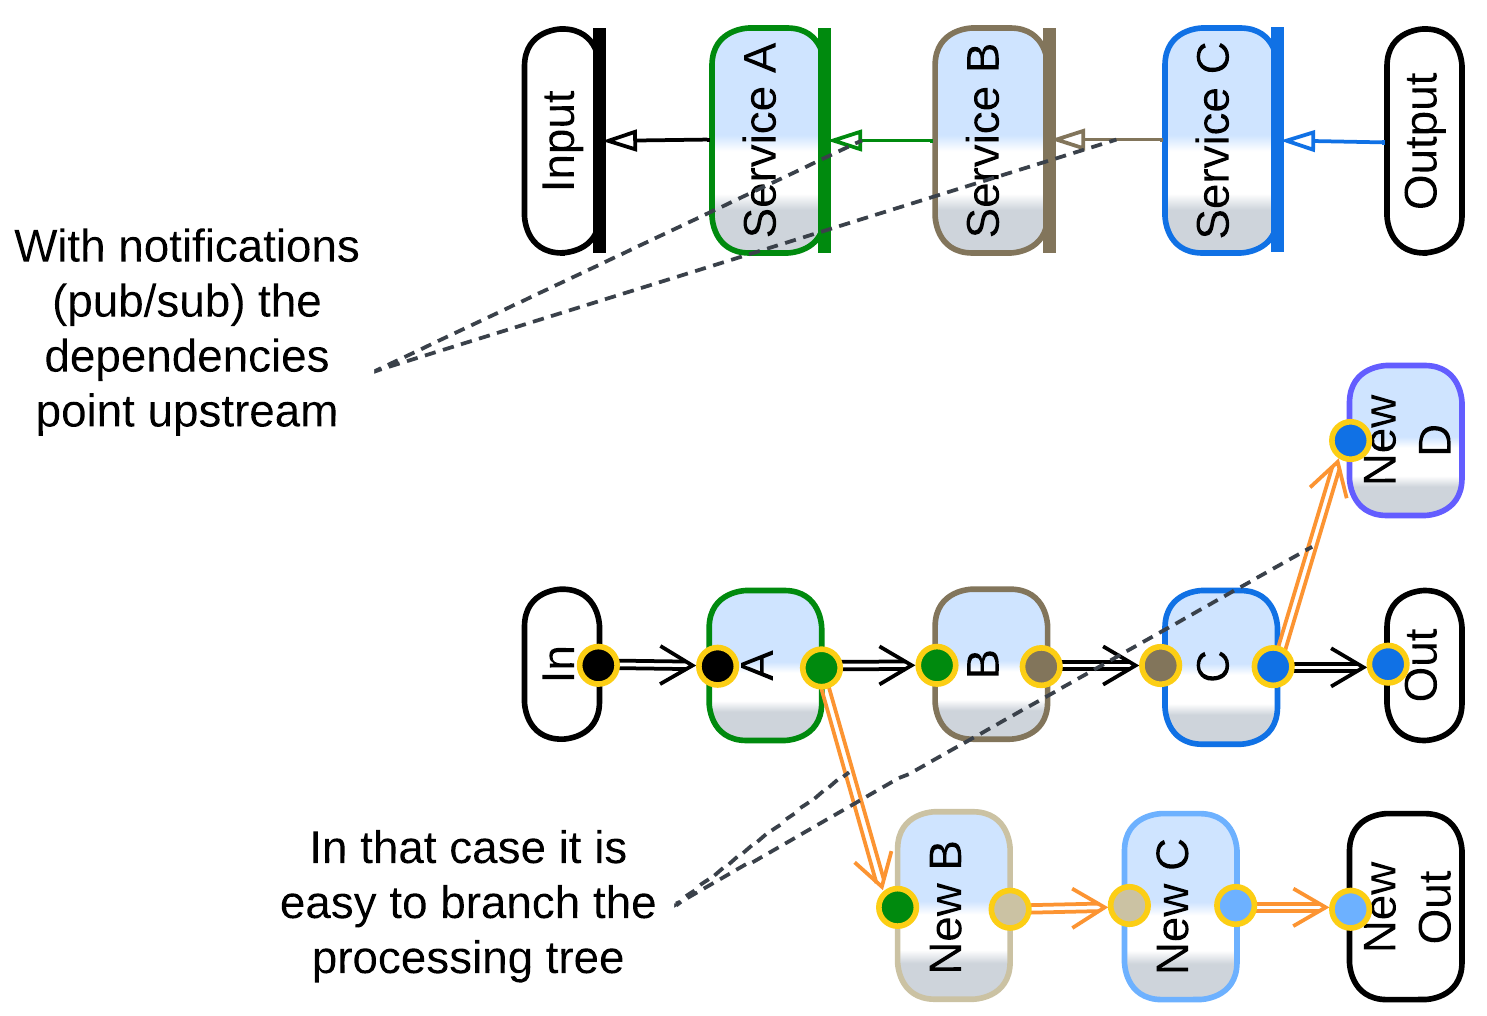 Input
Service A
Service B
Service C
Output
With notifications
(pub/sub) the
dependencies
point upstream
New
D
In
A
B
C
Out
In that case it is
easy to branch the
processing tree
New B
New C
New
Out